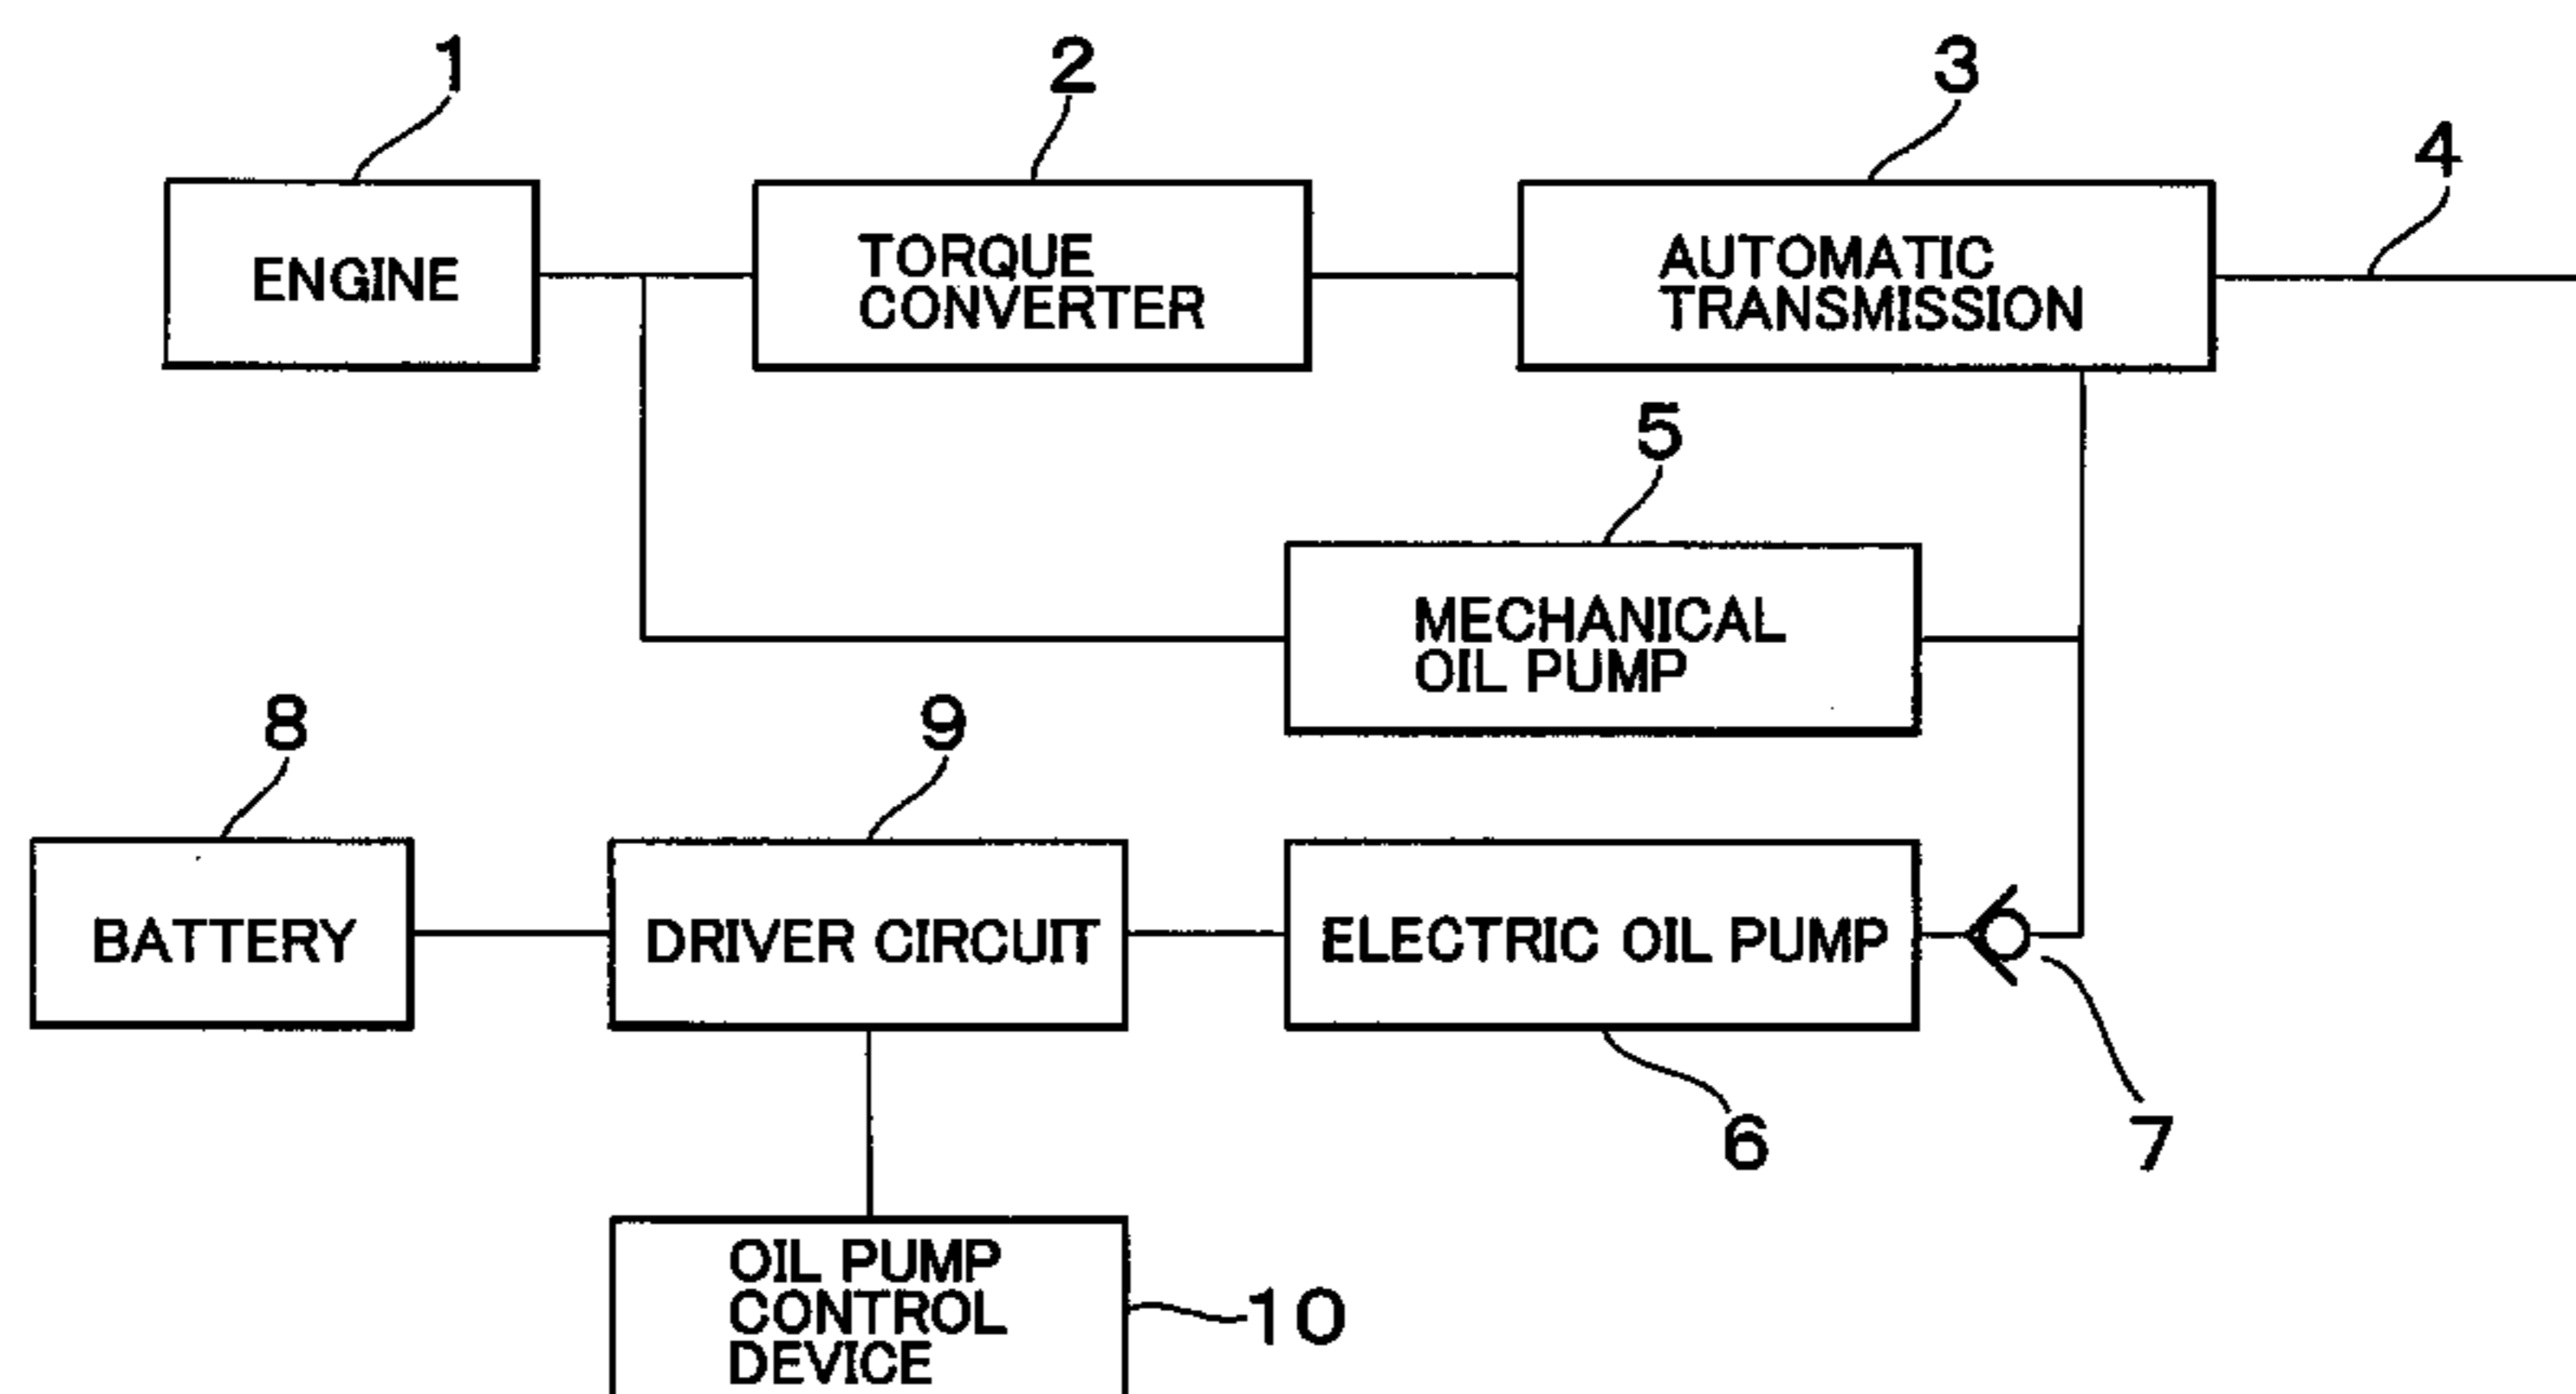 1
2
3
4
ENGINE
TORQUE
CONVERTER
AUTOMATIC
TRANSMISSION
5
MECHANICAL
OIL PUMP
8
9
BATTERY
DRIVER CIRCUIT
ELECTRIC OIL PUMP
6
7
OIL PUMP
CONTROL
DEVICE
10